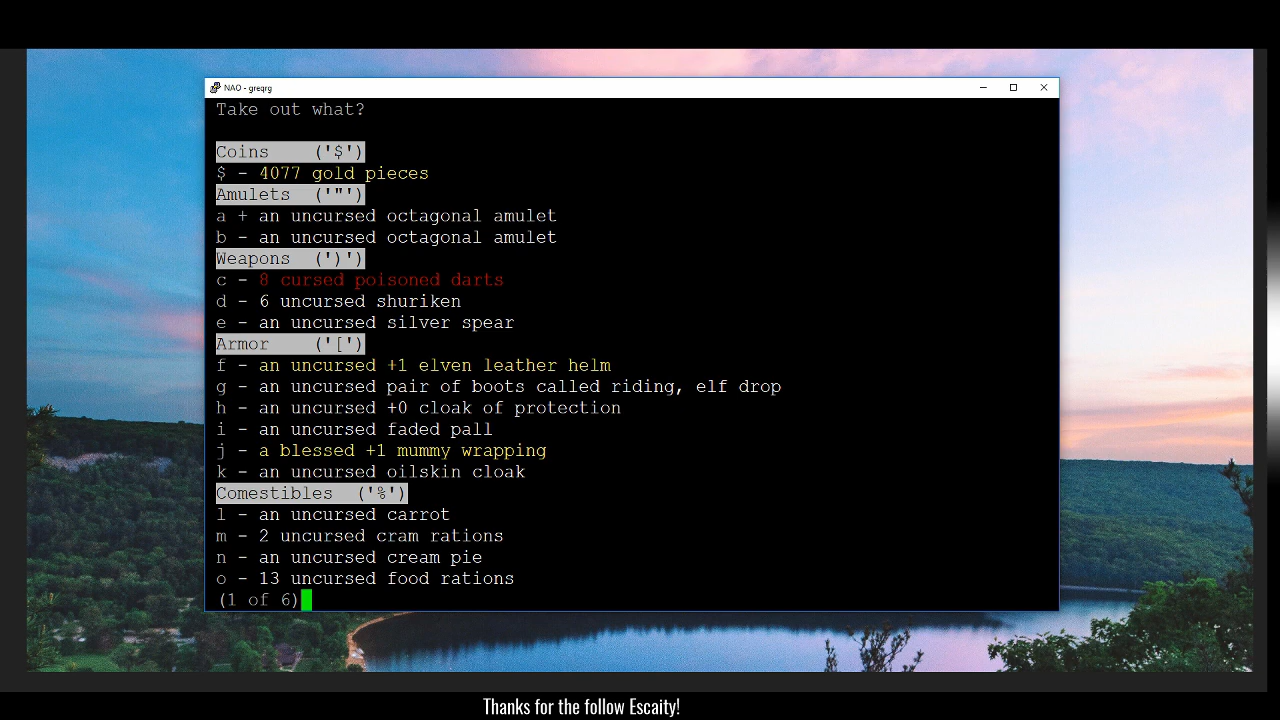 NAO - greqrg
Take out what?
Coins    ('$')
$ - 4077 gold pieces
Amulets  ('"')
a + an uncursed octagonal amulet
b - an uncursed octagonal amulet
Weapons  (')')
c - 8 cursed poisoned darts
d - 6 uncursed shuriken
e - an uncursed silver spear
Armor    ('[')
f - an uncursed +1 elven leather helm
g - an uncursed pair of boots called riding, elf drop
h - an uncursed +0 cloak of protection
i - an uncursed faded pall
j - a blessed +1 mummy wrapping
k - an uncursed oilskin cloak
Comestibles  ('%')
l - an uncursed carrot
m - 2 uncursed cram rations
n - an uncursed cream pie
o - 13 uncursed food rations
(1 of 6)
Thanks for the follow Escaity!